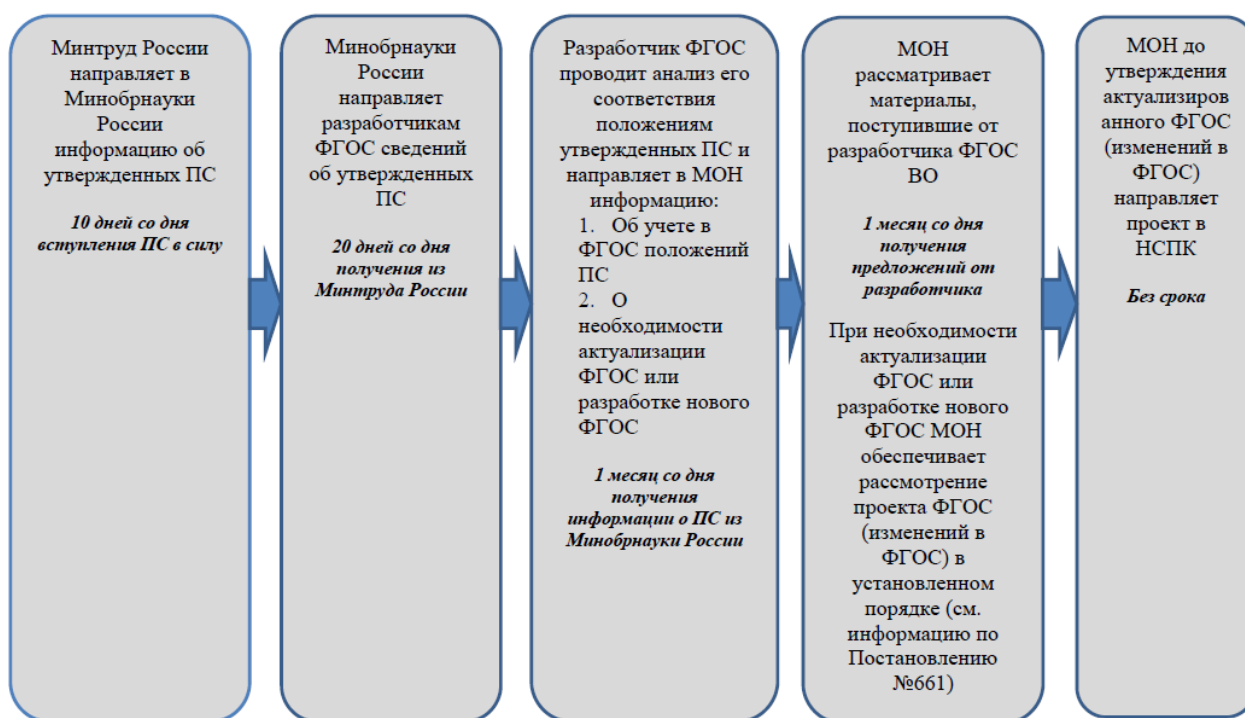 Минтруд России
направляет в
Минобрнауки
России
информацию об
утвержденных ПС
10 дней со дня
вступления ПС в силу
Минобрнауки
России
направляет
разработчикам
ФГОС сведений
об утвержденных
ПС
20 дней со дня
получения из
Минтруда России
Разработчик ФГОС
проводит анализ его
соответствия
положениям
утвержденных ПС и
направляет в МОН
информацию:
1. Об учете в
ФГОС положений
ПС
2. О
необходимости
актуализации
ФГОС или
разработке нового
ФГОС
1 месяц со дня
получения
информации о ПС из
Минобрнауки России
МОН
рассматривает
материалы,
поступившие от
разработчика ФГОС
ВО
1 месяц со дня
получения
предложений от
разработчика
При необходимости
актуализации
ФГОС или
разработке нового
ФГОС МОН
обеспечивает
рассмотрение
проекта ФГОС
(изменений в
ФГОС) в
установленном
порядке (см.
информацию по
Постановлению
№661)
МОН до
утверждения
актуализиров
анного ФГОС
(изменений в
ФГОС)
направляет
проект в
НСПК
Без срока